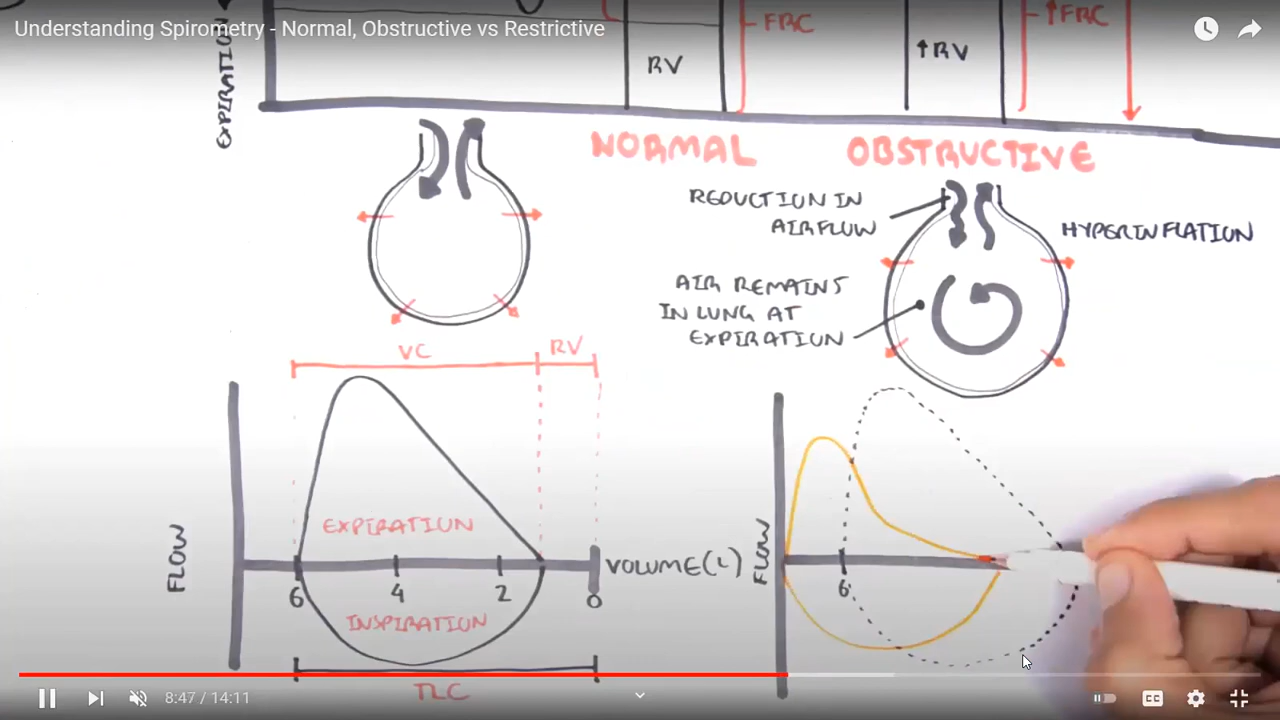 Understanding Spirometry - Normal, Obstructive vs Restrictive
EXPIRATION
RV
FRC
↑RV
↑FRC
NORMAL
OBSTRUCTIVE
REDUCTION IN
AIRFLOW
HYPERINFLATION
AIR REMAINS
IN LUNG AT
EXPIRATION
VC
RV
FLOW
EXPIRATION
6
4
2
0
VOLUME(L)
INSPIRATION
TLC
FLOW
6
8:47 / 14:11
CC